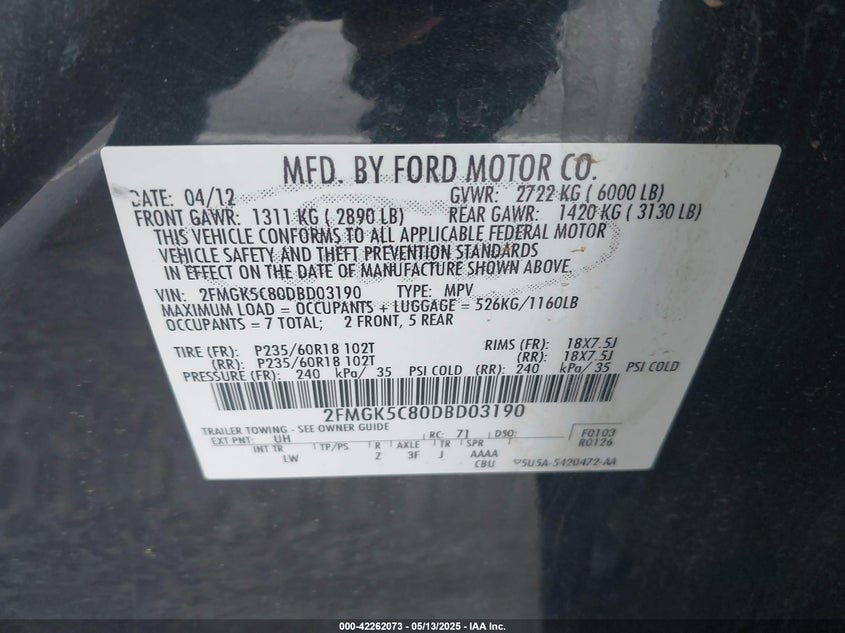 MFD. BY FORD MOTOR CO.
DATE: 04/12 GVWR: 2722 KG ( 6000 LB)
FRONT GAWR: 1311 KG ( 2890 LB) REAR GAWR: 1420 KG ( 3130 LB)
THIS VEHICLE CONFORMS TO ALL APPLICABLE FEDERAL MOTOR
VEHICLE SAFETY AND THEFT PREVENTION STANDARDS
IN EFFECT ON THE DATE OF MANUFACTURE SHOWN ABOVE.
VIN: 2FMGK5C80DBD03190 TYPE: MPV
MAXIMUM LOAD = OCCUPANTS + LUGGAGE = 526KG/1160LB
OCCUPANTS = 7 TOTAL; 2 FRONT, 5 REAR
TIRE (FR): P235/60R18 102T RIMS (FR): 18X7.5J
(RR): P235/60R18 102T (RR): 18X7.5J
PRESSURE (FR): 240 kPa/ 35 PSI COLD (RR): 240 kPa/ 35 PSI COLD
2FMGK5C80DBD03190
TRAILER TOWING - SEE OWNER GUIDE
EXT PNT: UH RC: 71 DSO: F0103
INT TR TP/PS R AXLE TR SPR R0126
LW Z 3F J AAAA
CBU 5U5A-5420472-AA
000-42262073 — 05/13/2025 — IAA Inc.